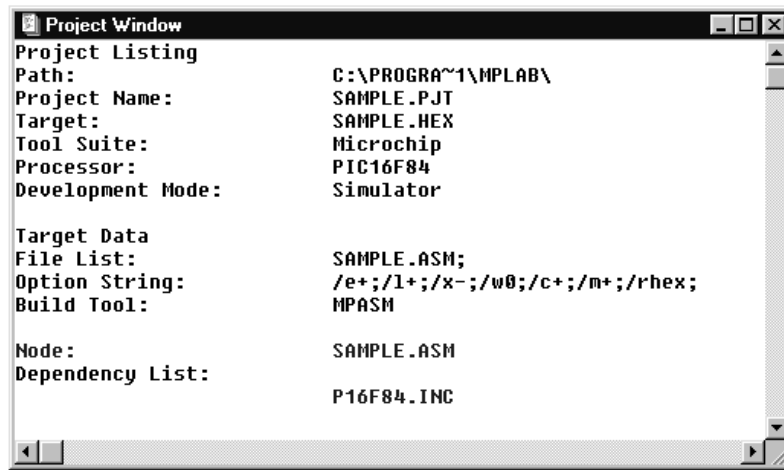 Project Window
Project Listing
Path: C:\PROGRA~1\MPLAB\
Project Name: SAMPLE.PJT
Target: SAMPLE.HEX
Tool Suite: Microchip
Processor: PIC16F84
Development Mode: Simulator
Target Data
File List: SAMPLE.ASM;
Option String: /e+;/l+;/x-;/w0;/c+;/m+;/rhex;
Build Tool: MPASM
Node: SAMPLE.ASM
Dependency List:
P16F84.INC